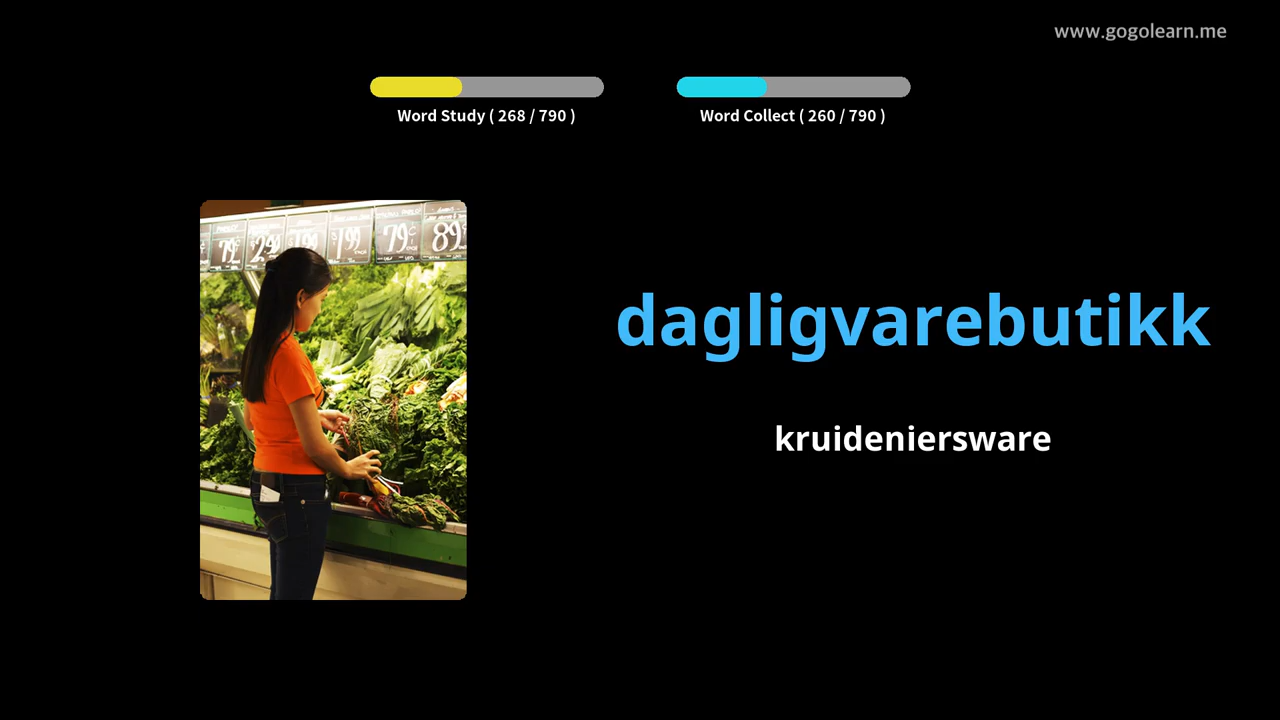 www.gogolearn.me
Word Study ( 268 / 790 )
Word Collect ( 260 / 790 )
dagligvarebutikk
kruideniersware